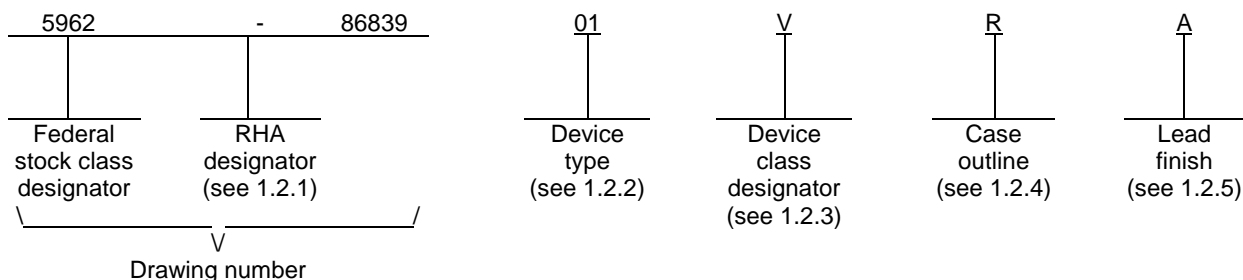 5962 - 86839 01 V R A
Federal stock class designator
RHA designator (see 1.2.1)
Device type (see 1.2.2)
Device class designator (see 1.2.3)
Case outline (see 1.2.4)
Lead finish (see 1.2.5)
\ /
\/
Drawing number